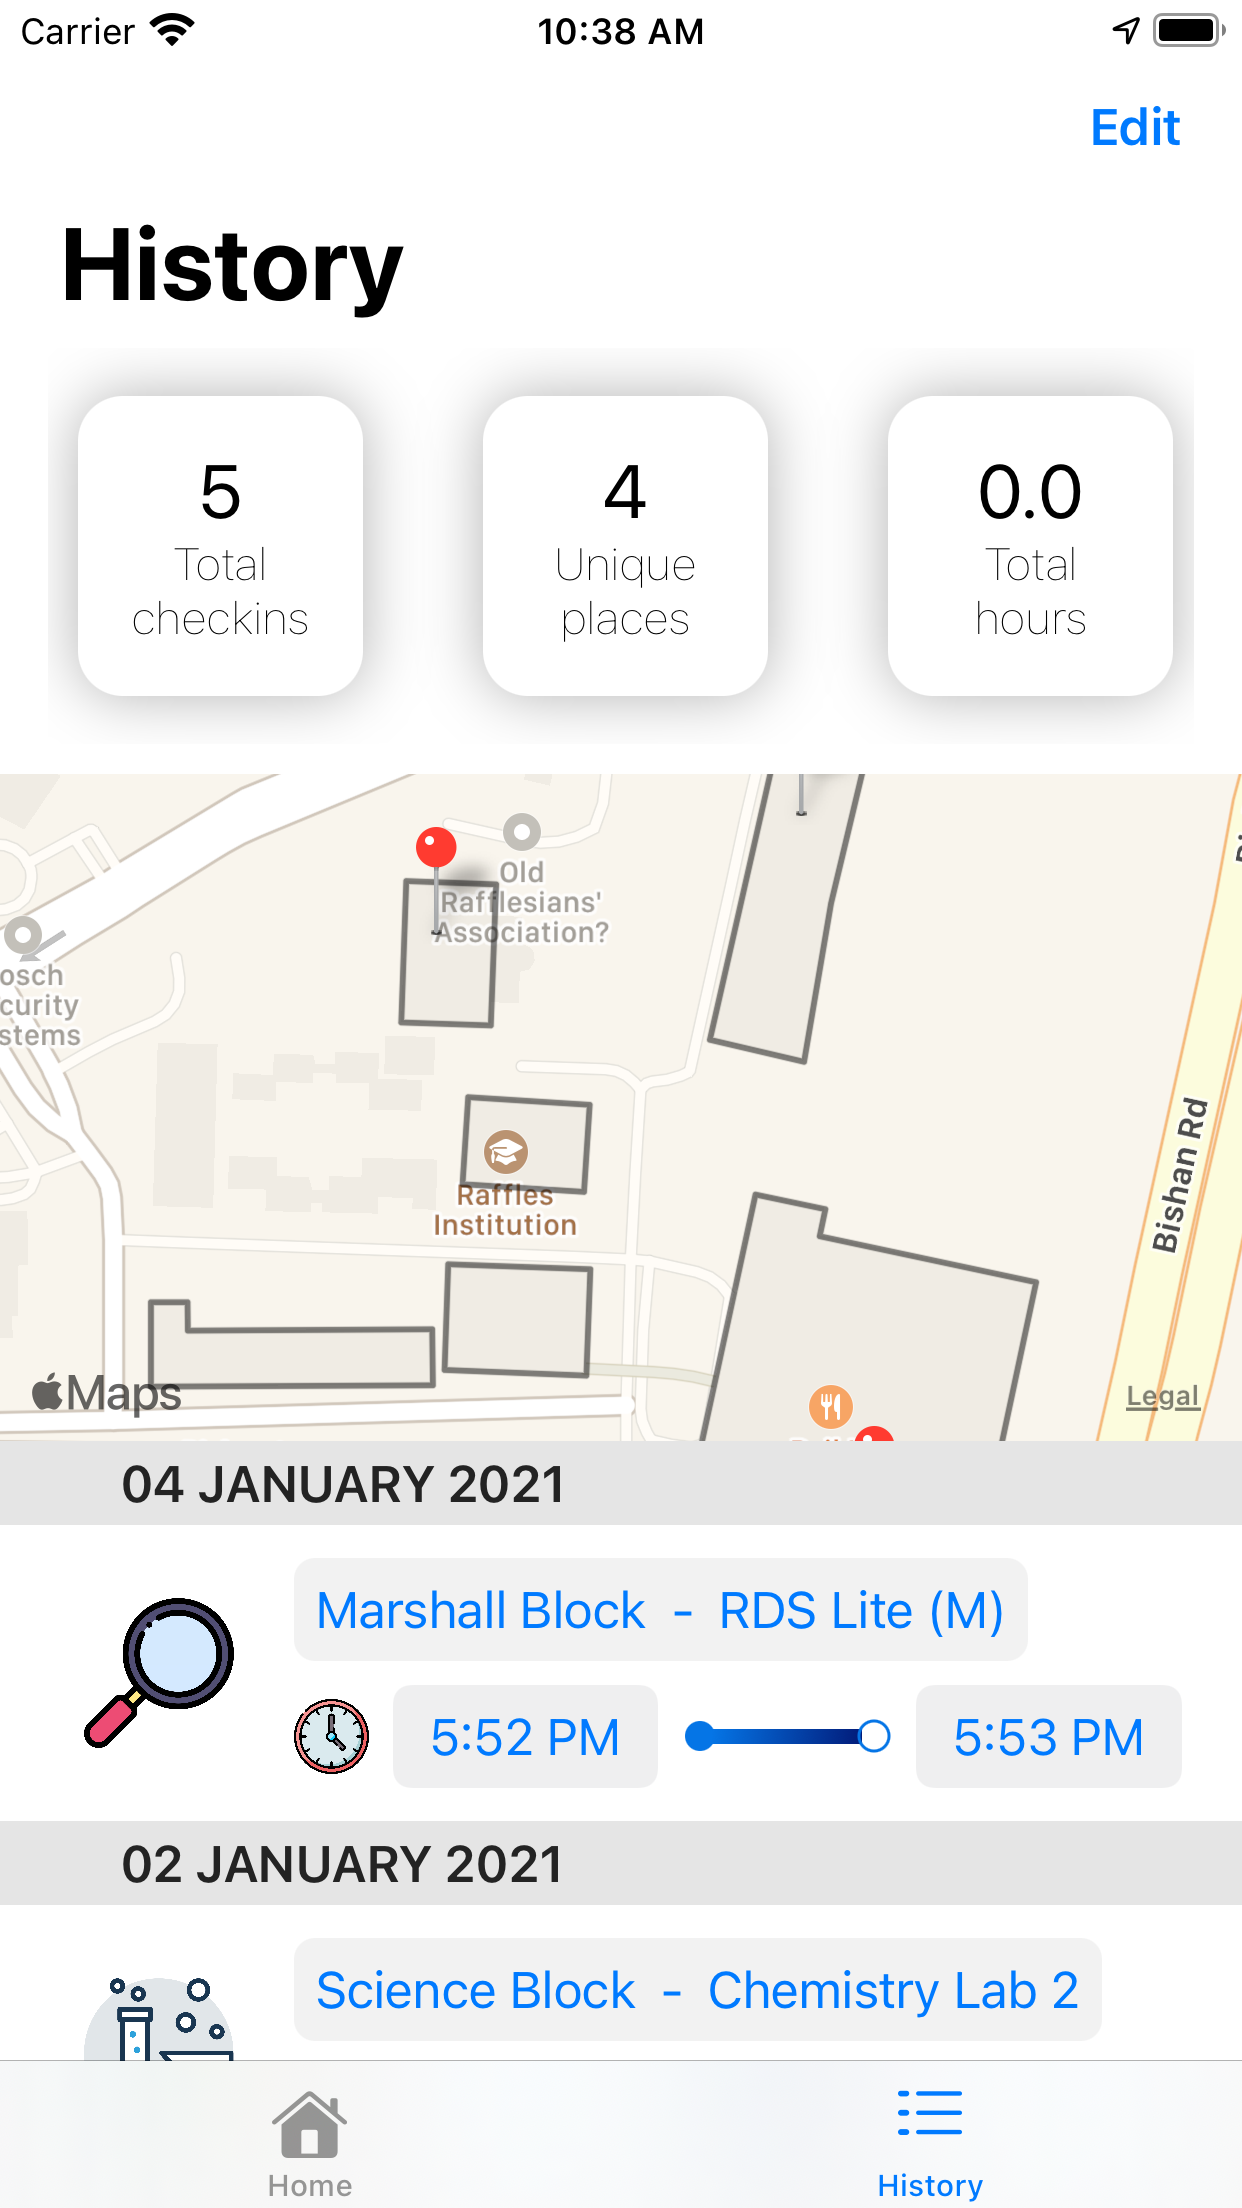 Carrier 10:38 AM
Edit
History
5
Total
checkins
4
Unique
places
0.0
Total
hours
Old
Rafflesians'
Association?
osch
curity
stems
Raffles
Institution
Bishan Rd
Maps
Legal
04 JANUARY 2021
Marshall Block - RDS Lite (M)
5:52 PM
5:53 PM
02 JANUARY 2021
Science Block - Chemistry Lab 2
Home
History